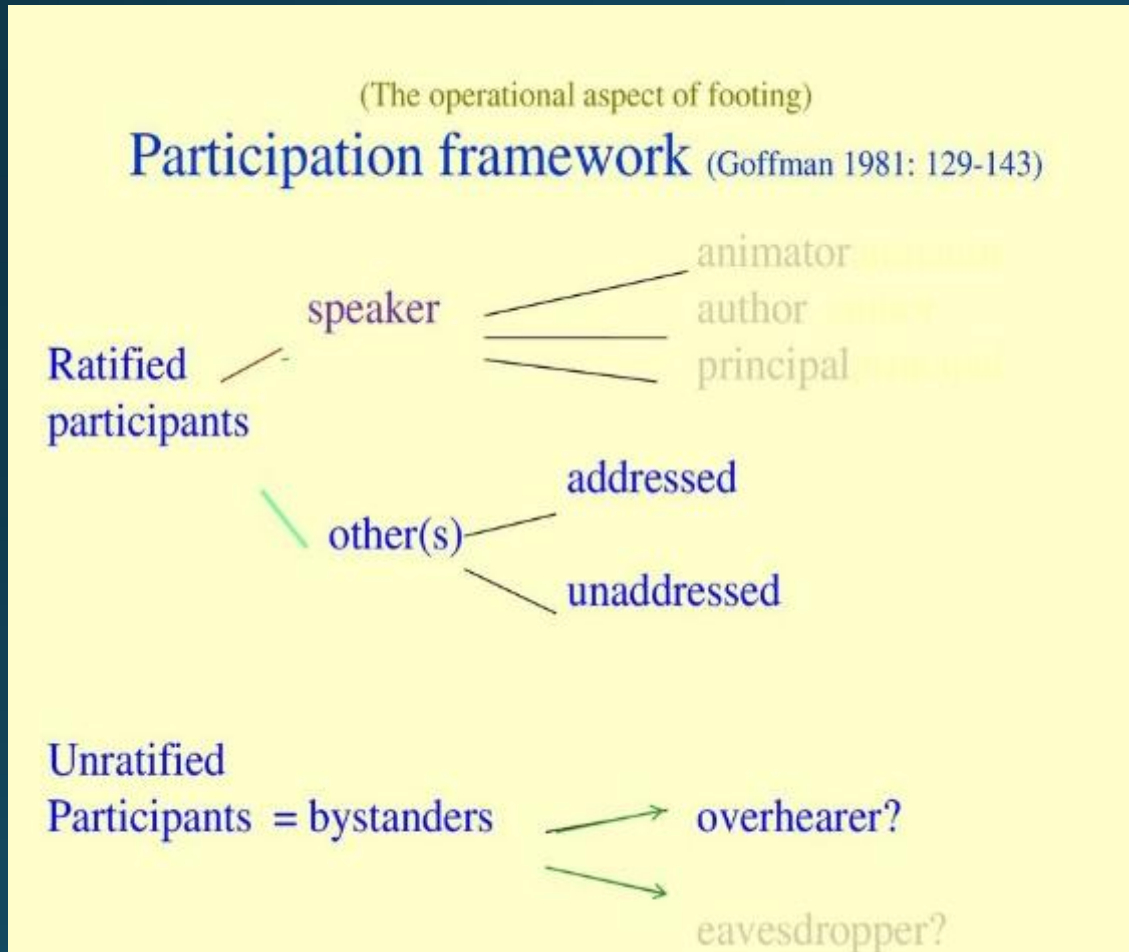 (The operational aspect of footing)
Participation framework (Goffman 1981: 129-143)
animator
speaker
author
Ratified
principal
participants
addressed
other(s)
unaddressed
Unratified
Participants = bystanders
overhearer?
eavesdropper?